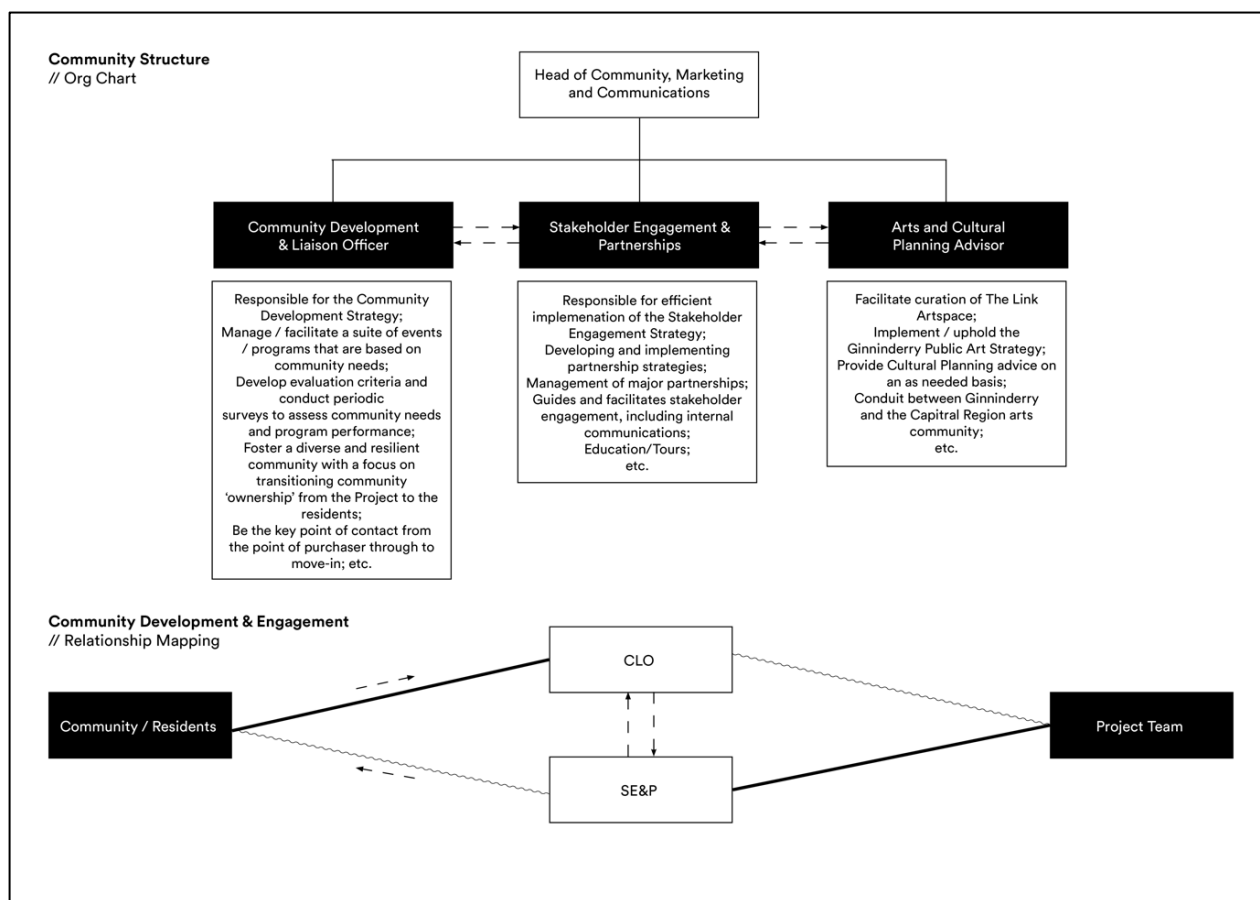 Community Structure
// Org Chart
Head of Community, Marketing
and Communications
Community Development
& Liaison Officer
Stakeholder Engagement &
Partnerships
Arts and Cultural
Planning Advisor
Responsible for the Community
Development Strategy;
Manage / facilitate a suite of events
/ programs that are based on
community needs;
Develop evaluation criteria and
conduct periodic
surveys to assess community needs
and program performance;
Foster a diverse and resilient
community with a focus on
transitioning community
‘ownership’ from the Project to the
residents;
Be the key point of contact from
the point of purchaser through to
move-in; etc.
Responsible for efficient
implemenation of the Stakeholder
Engagement Strategy;
Developing and implementing
partnership strategies;
Management of major partnerships;
Guides and facilitates stakeholder
engagement, including internal
communications;
Education/Tours;
etc.
Facilitate curation of The Link
Artspace;
Implement / uphold the
Ginninderry Public Art Strategy;
Provide Cultural Planning advice on
an as needed basis;
Conduit between Ginninderry
and the Capitral Region arts
community;
etc.
Community Development & Engagement
// Relationship Mapping
CLO
Community / Residents
Project Team
SE&P